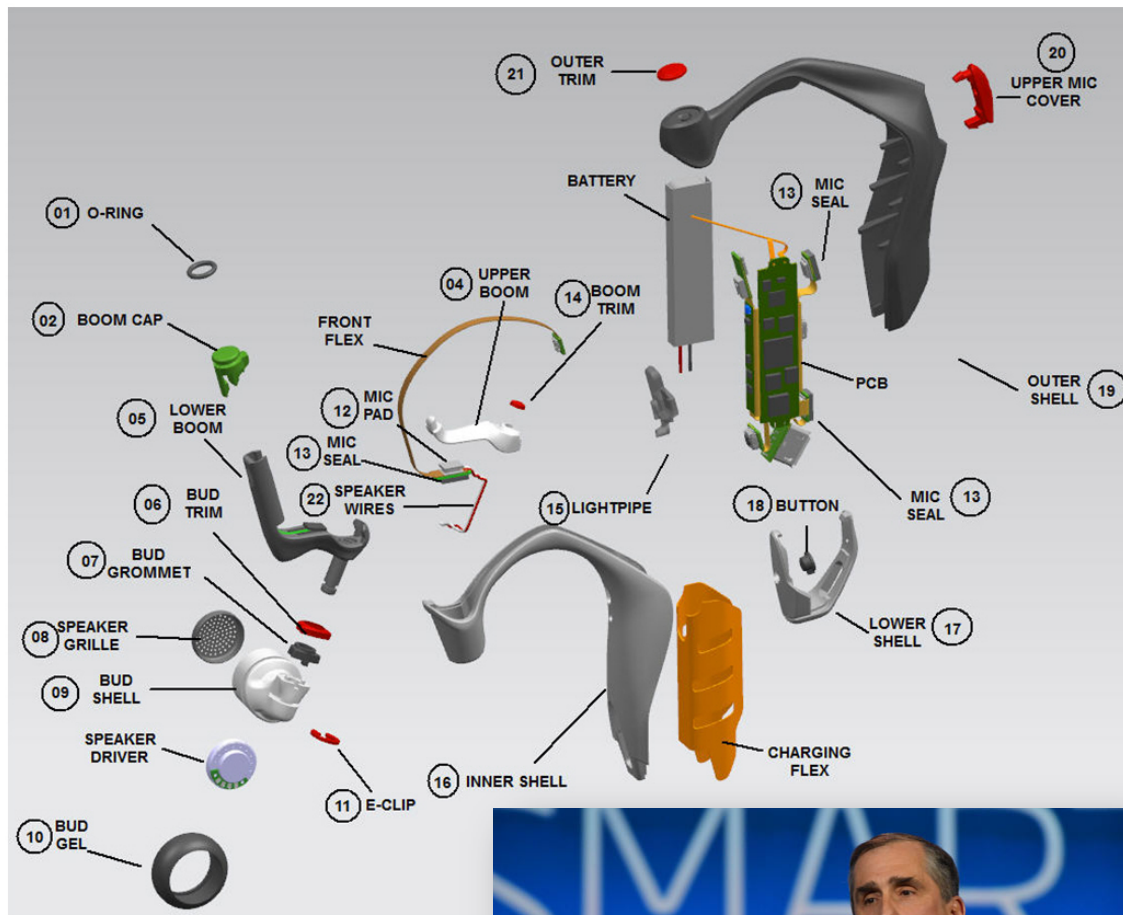 21
OUTER
TRIM
20
UPPER MIC
COVER
BATTERY
13
MIC
SEAL
01
O-RING
04
UPPER
BOOM
14
BOOM
TRIM
02
BOOM CAP
FRONT
FLEX
PCB
OUTER
SHELL
19
05
LOWER
BOOM
12
MIC
PAD
13
MIC
SEAL
06
BUD
TRIM
22
SPEAKER
WIRES
15
LIGHTPIPE
18
BUTTON
MIC
SEAL
13
07
BUD
GROMMET
08
SPEAKER
GRILLE
LOWER
SHELL
17
09
BUD
SHELL
SPEAKER
DRIVER
16
INNER SHELL
CHARGING
FLEX
11
E-CLIP
10
BUD
GEL
SMAR